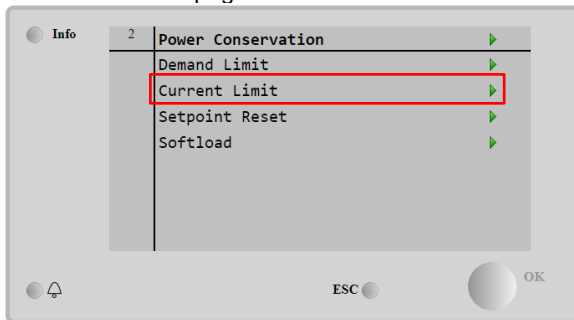 Info
2 Power Conservation
Demand Limit
Current Limit
Setpoint Reset
Softload
ESC
OK